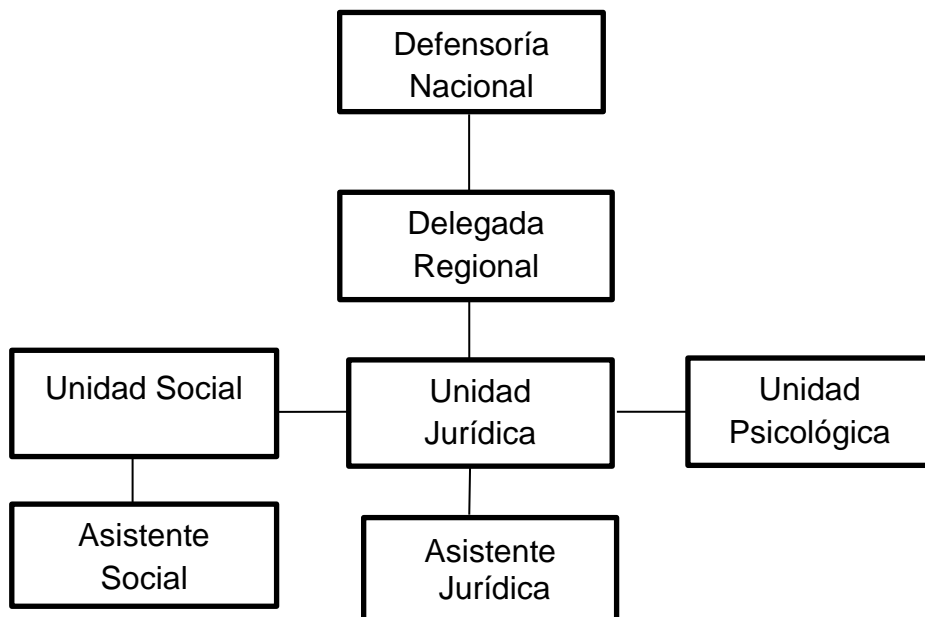 Defensoría
Nacional
Delegada
Regional
Unidad Social
Unidad
Jurídica
Unidad
Psicológica
Asistente
Social
Asistente
Jurídica